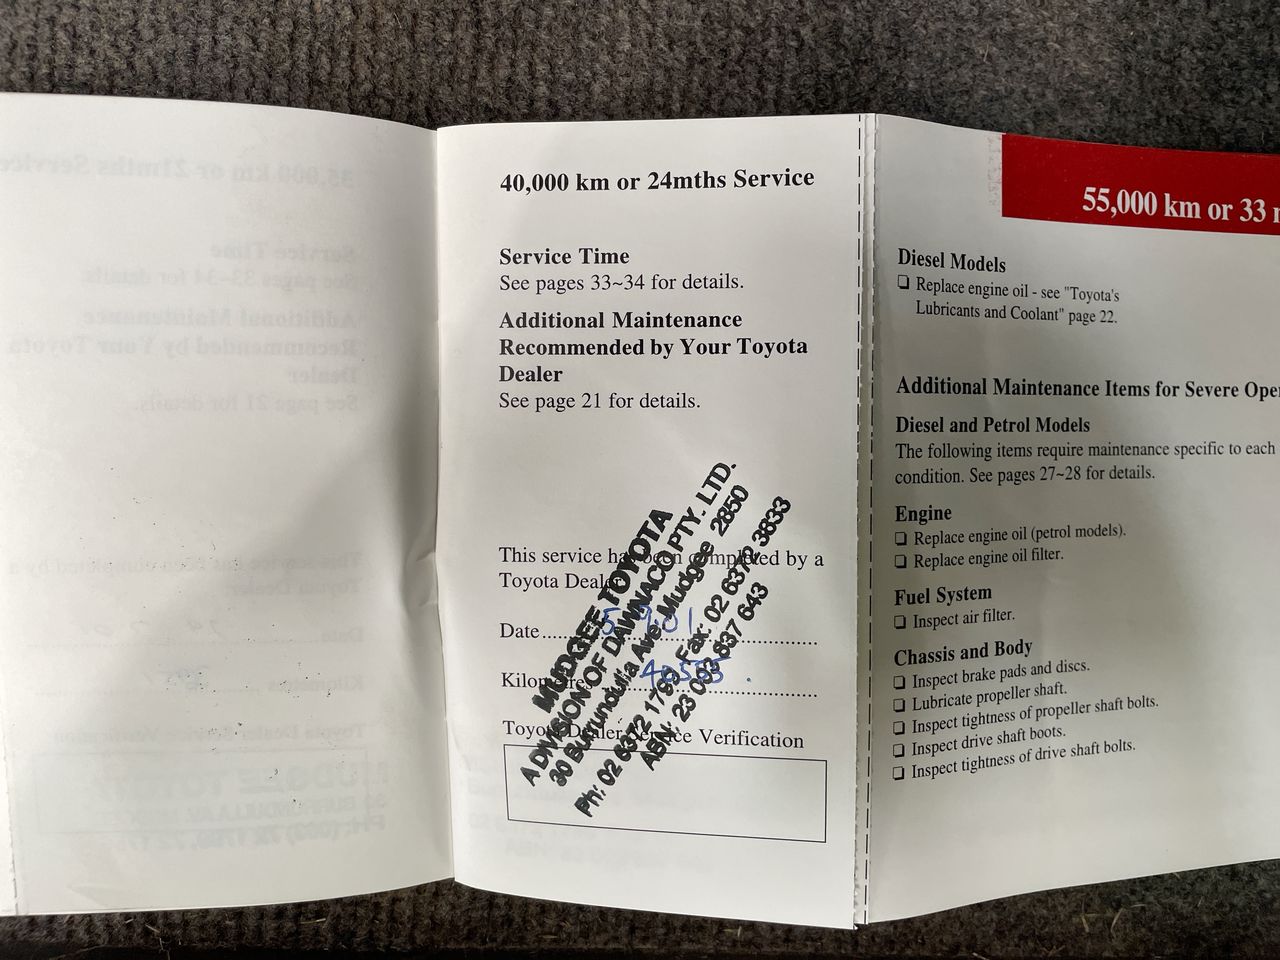 40,000 km or 24mths Service
Service Time
See pages 33~34 for details.
Additional Maintenance
Recommended by Your Toyota
Dealer
See page 21 for details.
This service has been completed by a
Toyota Dealer
Date
5 9 01
Kilometres
40555
Toyota Dealer Service Verification
MUDGEE TOYOTA
A DIVISION OF DAWNACO PTY. LTD.
30 Burrundulla Ave Mudgee 2850
Ph: 02 6372 1799 Fax: 02 6372 3833
ABN: 23 093 837 643
55,000 km or 33
Diesel Models
❏ Replace engine oil - see "Toyota's
Lubricants and Coolant" page 22.
Additional Maintenance Items for Severe
Diesel and Petrol Models
The following items require maintenance specific to each
condition. See pages 27~28 for details.
Engine
❏ Replace engine oil (petrol models).
❏ Replace engine oil filter.
Fuel System
❏ Inspect air filter.
Chassis and Body
❏ Inspect brake pads and discs.
❏ Lubricate propeller shaft.
❏ Inspect tightness of propeller shaft bolts.
❏ Inspect drive shaft boots.
❏ Inspect tightness of drive shaft bolts.